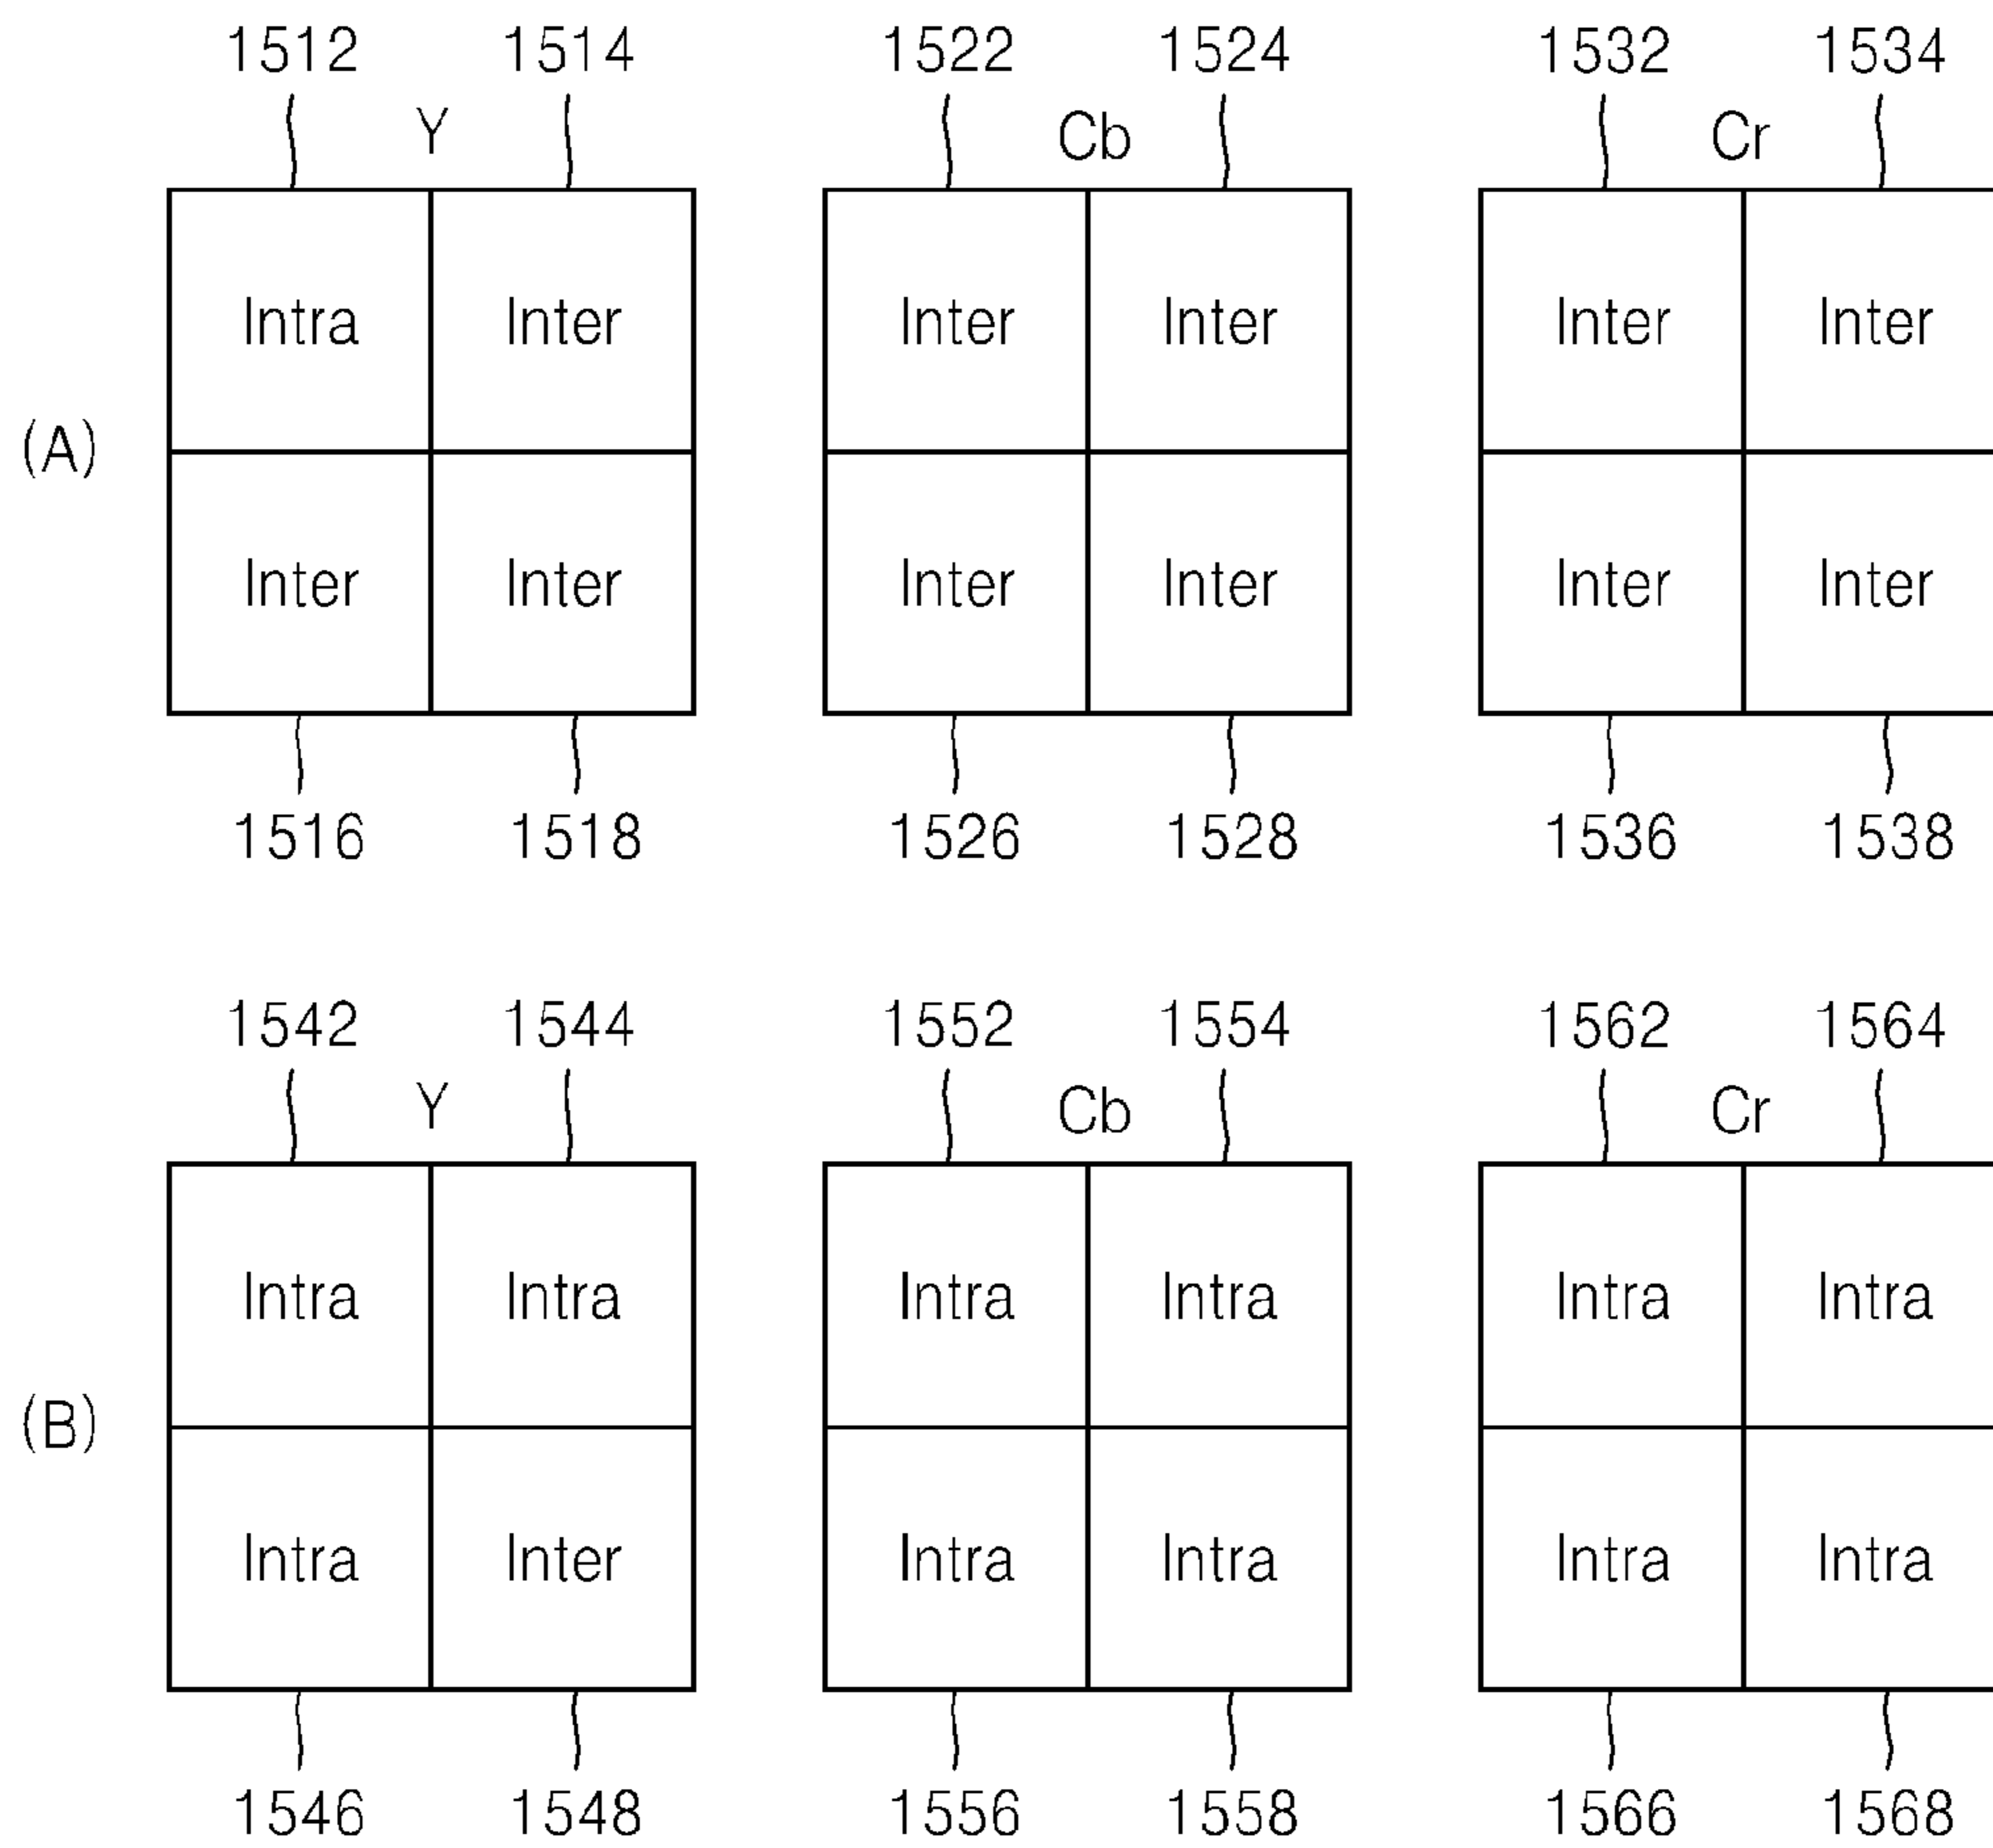 1512 1514 1522 1524 1532 1534
Y Cb Cr
Intra Inter Inter Inter Inter Inter
(A)
Inter Inter Inter Inter Inter Inter
1516 1518 1526 1528 1536 1538
1542 1544 1552 1554 1562 1564
Y Cb Cr
Intra Intra Intra Intra Intra Intra
(B)
Intra Inter Intra Intra Intra Intra
1546 1548 1556 1558 1566 1568